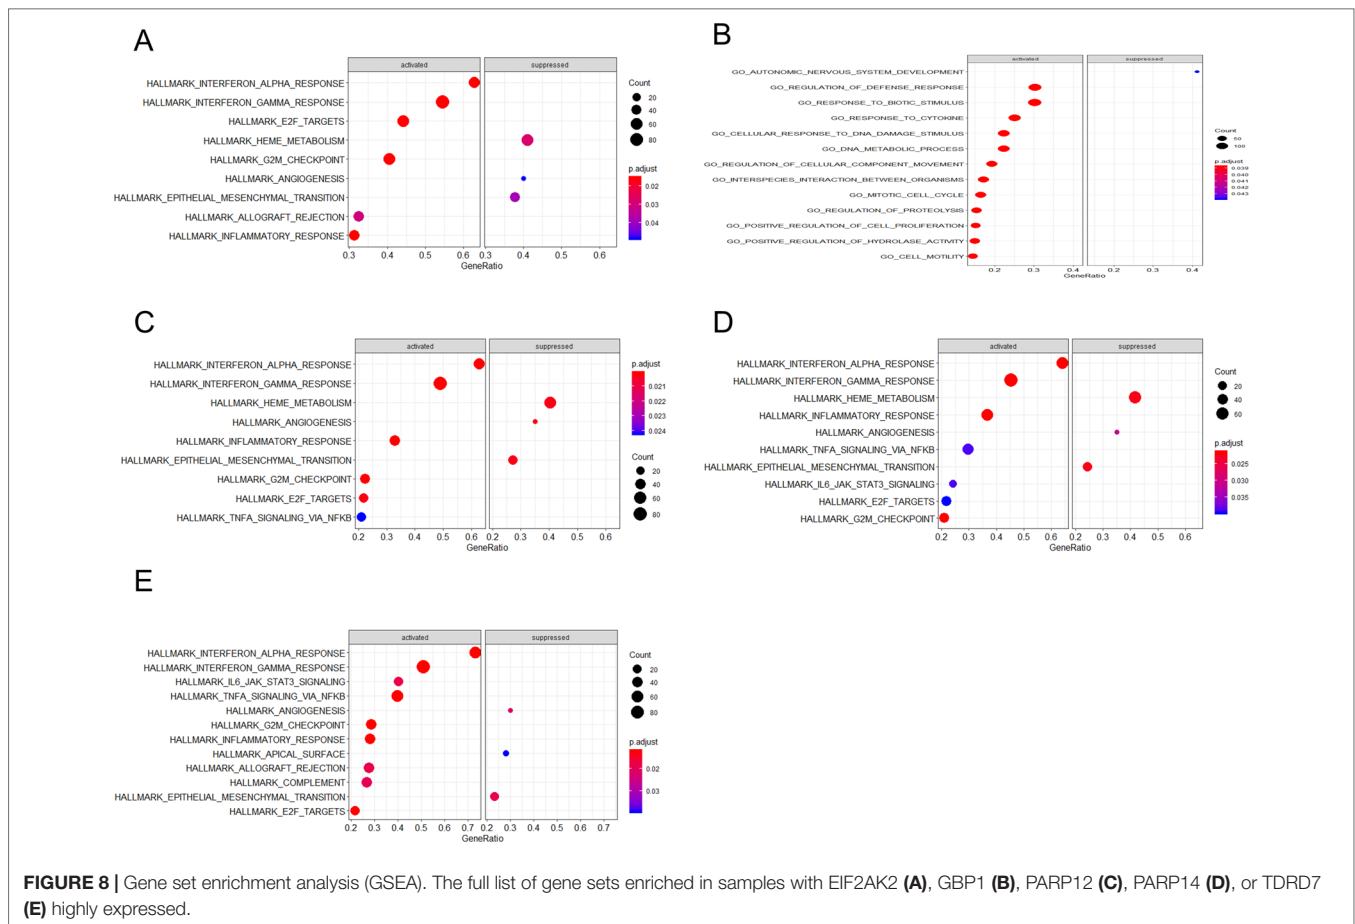 A
activated suppressed
HALLMARK_INTERFERON_ALPHA_RESPONSE
HALLMARK_INTERFERON_GAMMA_RESPONSE
HALLMARK_E2F_TARGETS
HALLMARK_HEME_METABOLISM
HALLMARK_G2M_CHECKPOINT
HALLMARK_ANGIOGENESIS
HALLMARK_EPITHELIAL_MESENCHYMAL_TRANSITION
HALLMARK_ALLOGRAFT_REJECTION
HALLMARK_INFLAMMATORY_RESPONSE
0.3 0.4 0.5 0.6 0.3 0.4 0.5 0.6
GeneRatio
Count
20
40
60
80
p.adjust
0.02
0.03
0.04
B
activated suppressed
GO_AUTONOMIC_NERVOUS_SYSTEM_DEVELOPMENT
GO_REGULATION_OF_DEFENSE_RESPONSE
GO_RESPONSE_TO_BIOTIC_STIMULUS
GO_RESPONSE_TO_CYTOKINE
GO_CELLULAR_RESPONSE_TO_DNA_DAMAGE_STIMULUS
GO_DNA_METABOLIC_PROCESS
GO_REGULATION_OF_CELLULAR_COMPONENT_MOVEMENT
GO_INTERSPECIES_INTERACTION_BETWEEN_ORGANISMS
GO_MITOTIC_CELL_CYCLE
GO_REGULATION_OF_PROTEOLYSIS
GO_POSITIVE_REGULATION_OF_CELL_PROLIFERATION
GO_POSITIVE_REGULATION_OF_HYDROLASE_ACTIVITY
GO_CELL_MOTILITY
0.2 0.3 0.4 0.2 0.3 0.4
GeneRatio
Count
50
100
p.adjust
0.039
0.040
0.041
0.042
0.043
C
activated suppressed
HALLMARK_INTERFERON_ALPHA_RESPONSE
HALLMARK_INTERFERON_GAMMA_RESPONSE
HALLMARK_HEME_METABOLISM
HALLMARK_ANGIOGENESIS
HALLMARK_INFLAMMATORY_RESPONSE
HALLMARK_EPITHELIAL_MESENCHYMAL_TRANSITION
HALLMARK_G2M_CHECKPOINT
HALLMARK_E2F_TARGETS
HALLMARK_TNFA_SIGNALING_VIA_NFKB
0.2 0.3 0.4 0.5 0.6 0.2 0.3 0.4 0.5 0.6
GeneRatio
p.adjust
0.021
0.022
0.023
0.024
Count
20
40
60
80
D
activated suppressed
HALLMARK_INTERFERON_ALPHA_RESPONSE
HALLMARK_INTERFERON_GAMMA_RESPONSE
HALLMARK_HEME_METABOLISM
HALLMARK_INFLAMMATORY_RESPONSE
HALLMARK_ANGIOGENESIS
HALLMARK_TNFA_SIGNALING_VIA_NFKB
HALLMARK_EPITHELIAL_MESENCHYMAL_TRANSITION
HALLMARK_IL6_JAK_STAT3_SIGNALING
HALLMARK_E2F_TARGETS
HALLMARK_G2M_CHECKPOINT
0.2 0.3 0.4 0.5 0.6 0.2 0.3 0.4 0.5 0.6
GeneRatio
Count
20
40
60
p.adjust
0.025
0.030
0.035
E
activated suppressed
HALLMARK_INTERFERON_ALPHA_RESPONSE
HALLMARK_INTERFERON_GAMMA_RESPONSE
HALLMARK_IL6_JAK_STAT3_SIGNALING
HALLMARK_TNFA_SIGNALING_VIA_NFKB
HALLMARK_ANGIOGENESIS
HALLMARK_G2M_CHECKPOINT
HALLMARK_INFLAMMATORY_RESPONSE
HALLMARK_APICAL_SURFACE
HALLMARK_ALLOGRAFT_REJECTION
HALLMARK_COMPLEMENT
HALLMARK_EPITHELIAL_MESENCHYMAL_TRANSITION
HALLMARK_E2F_TARGETS
0.2 0.3 0.4 0.5 0.6 0.7 0.2 0.3 0.4 0.5 0.6 0.7
GeneRatio
Count
20
40
60
80
p.adjust
0.02
0.03
FIGURE 8 | Gene set enrichment analysis (GSEA). The full list of gene sets enriched in samples with EIF2AK2 (A), GBP1 (B), PARP12 (C), PARP14 (D), or TDRD7
(E) highly expressed.